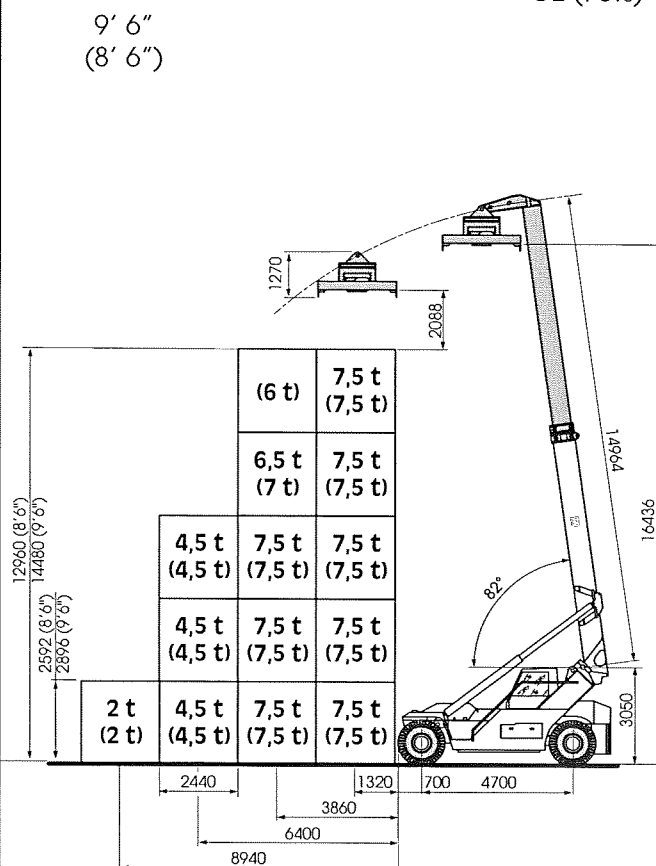 9' 6"
(8' 6")
1270
2088
(6 t) 7,5 t
(7,5 t)
6,5 t 7,5 t
(7 t) (7,5 t)
4,5 t 7,5 t 7,5 t
(4,5 t) (7,5 t) (7,5 t)
4,5 t 7,5 t 7,5 t
(4,5 t) (7,5 t) (7,5 t)
2 t 4,5 t 7,5 t 7,5 t
(2 t) (4,5 t) (7,5 t) (7,5 t)
12960 (8'6")
14480 (9'6")
2592 (8'6")
2896 (9'6")
82°
14964
16436
3050
2440 1320 700 4700
3860
6400
8940